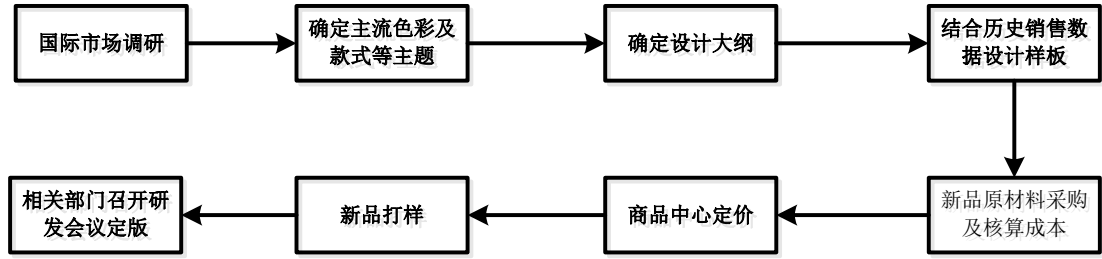 国际市场调研
确定主流色彩及
款式等主题
确定设计大纲
结合历史销售数
据设计样板
新品原材料采购
及核算成本
商品中心定价
新品打样
相关部门召开研
发会议定版